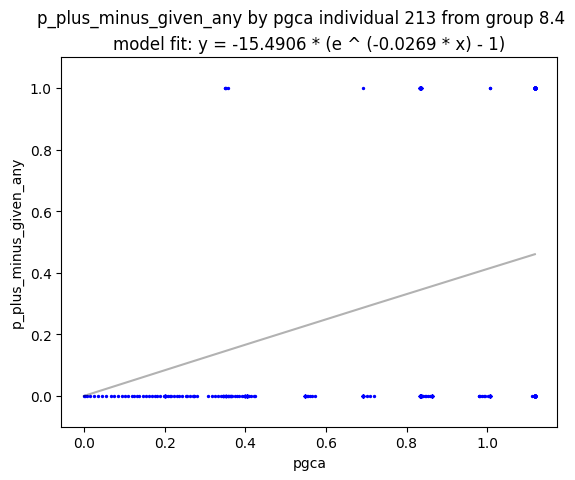 p_plus_minus_given_any by pgca individual 213 from group 8.4
model fit: y = -15.4906 * (e ^ (-0.0269 * x) - 1)
p_plus_minus_given_any
1.0
0.8
0.6
0.4
0.2
0.0
0.0 0.2 0.4 0.6 0.8 1.0
pgca